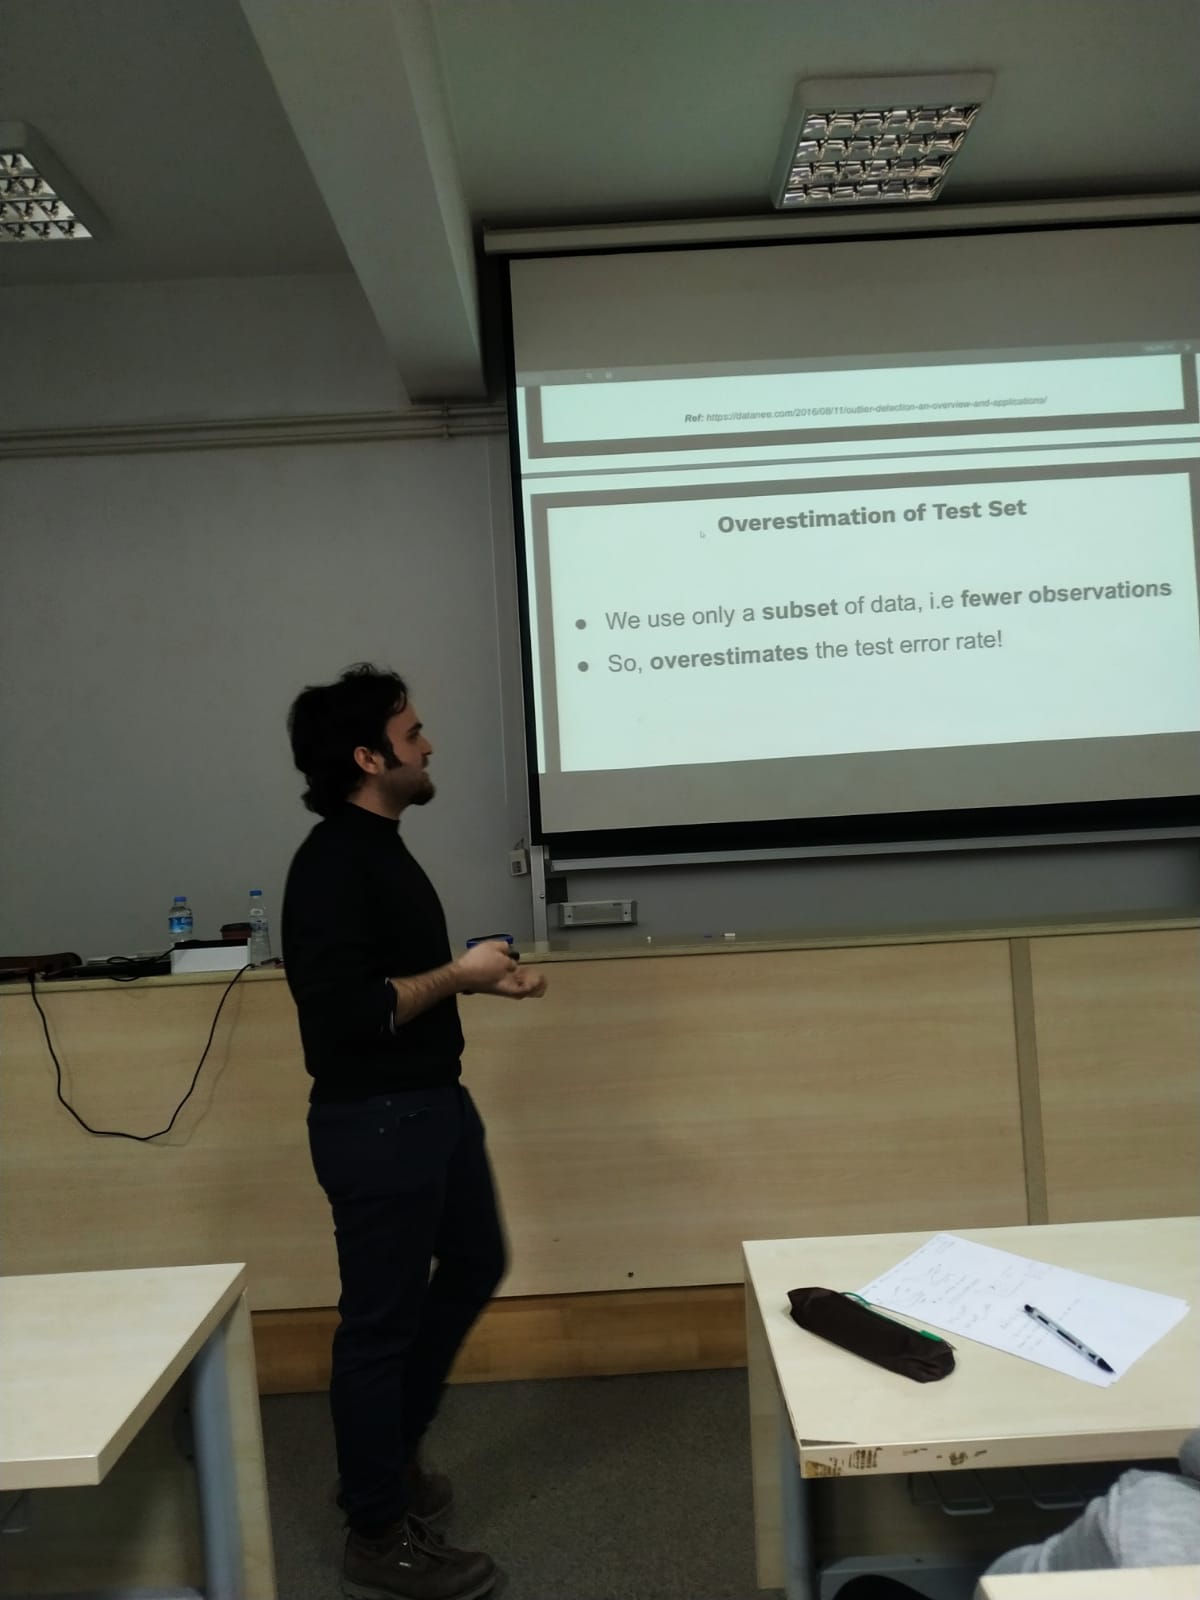 Ref: https://datanee.com/2016/08/11/outlier-detection-an-overview-and-applications/
Overestimation of Test Set
● We use only a subset of data, i.e fewer observations
● So, overestimates the test error rate!